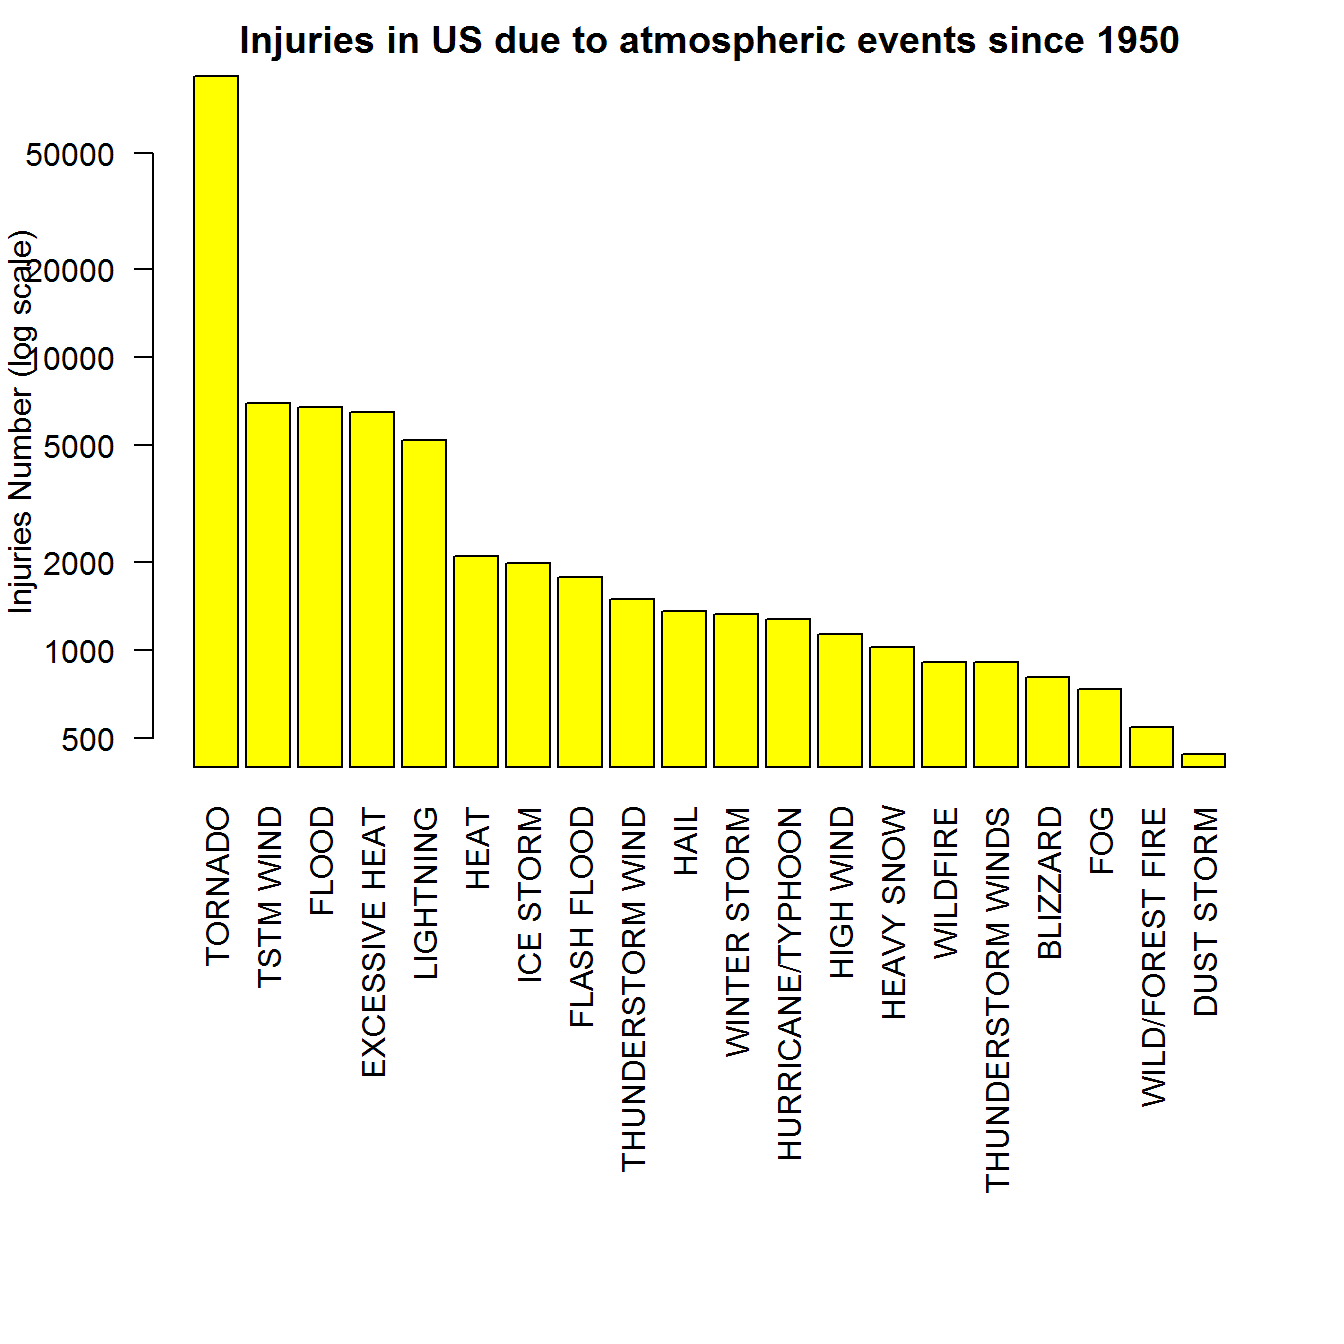 Injuries in US due to atmospheric events since 1950
Injuries Number (log scale)
50000
20000
10000
5000
2000
1000
500
TORNADO
TSTM WIND
FLOOD
EXCESSIVE HEAT
LIGHTNING
HEAT
ICE STORM
FLASH FLOOD
THUNDERSTORM WIND
HAIL
WINTER STORM
HURRICANE/TYPHOON
HIGH WIND
HEAVY SNOW
WILDFIRE
THUNDERSTORM WINDS
BLIZZARD
FOG
WILD/FOREST FIRE
DUST STORM